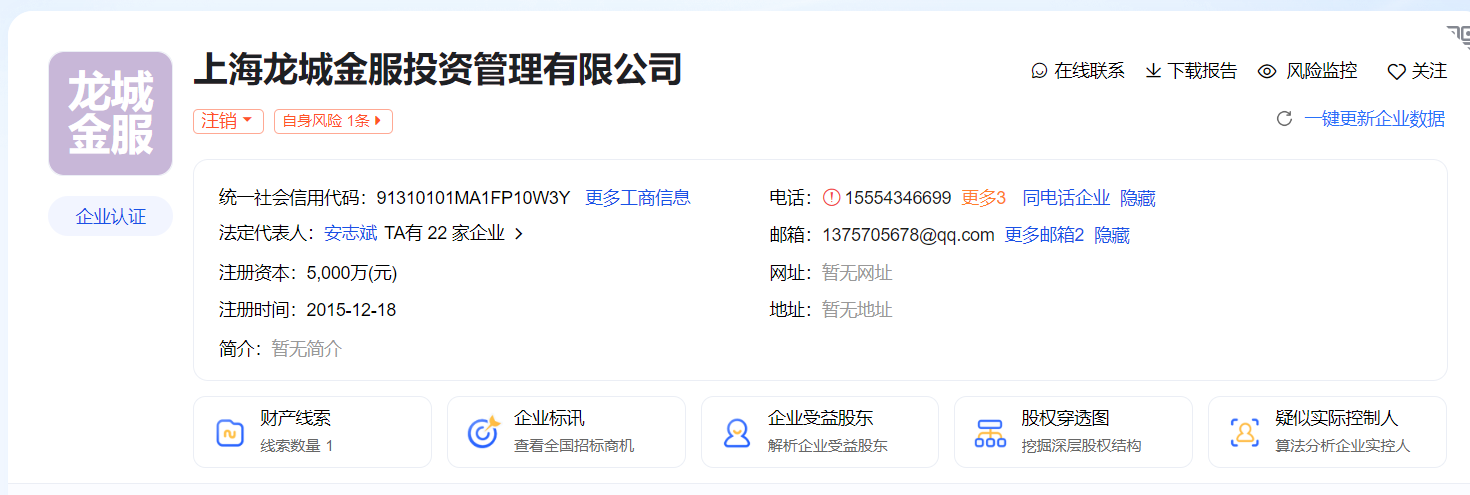 龙城
金服
上海龙城金服投资管理有限公司
在线联系 下载报告 风险监控 关注
注销 自身风险 1条
一键更新企业数据
企业认证
统一社会信用代码：91310101MA1FP10W3Y 更多工商信息
电话：15554346699 更多3 同电话企业 隐藏
法定代表人：安志斌 TA有 22 家企业
邮箱：1375705678@qq.com 更多邮箱2 隐藏
注册资本：5,000万(元)
网址：暂无网址
注册时间：2015-12-18
地址：暂无地址
简介：暂无简介
财产线索
线索数量 1
企业标讯
查看全国招标商机
企业受益股东
解析企业受益股东
股权穿透图
挖掘深层股权结构
疑似实际控制人
算法分析企业实控人